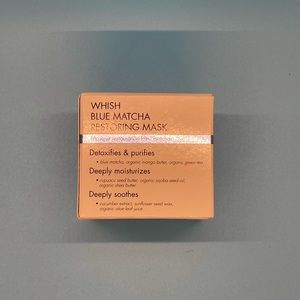 WHISH
BLUE MATCHA
RESTORING MASK
Detoxifies & purifies
• blue matcha, organic mango butter, organic green tea
Deeply moisturizes
• cupuacu seed butter, organic jojoba seed oil,
organic shea butter
Deeply soothes
• cucumber extract, sunflower seed wax,
organic aloe leaf juice